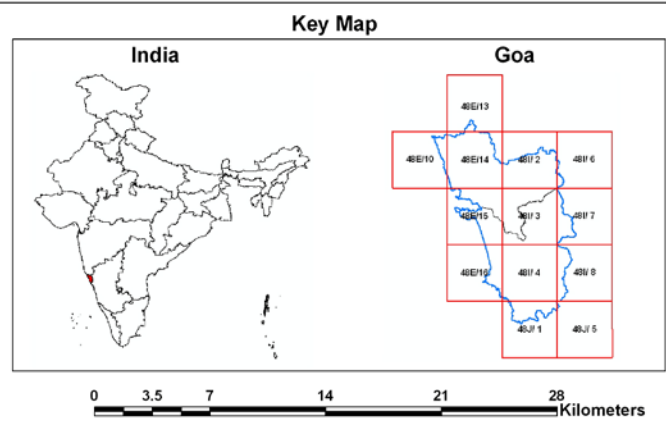 Key Map
India
Goa
48E/13
48E/10
48E/14
48I/ 2
48I/ 6
48E/15
48I/ 3
48I/ 7
48E/16
48I/ 4
48I/ 8
48J/ 1
48J/ 5
0 3.5 7 14 21 28
Kilometers